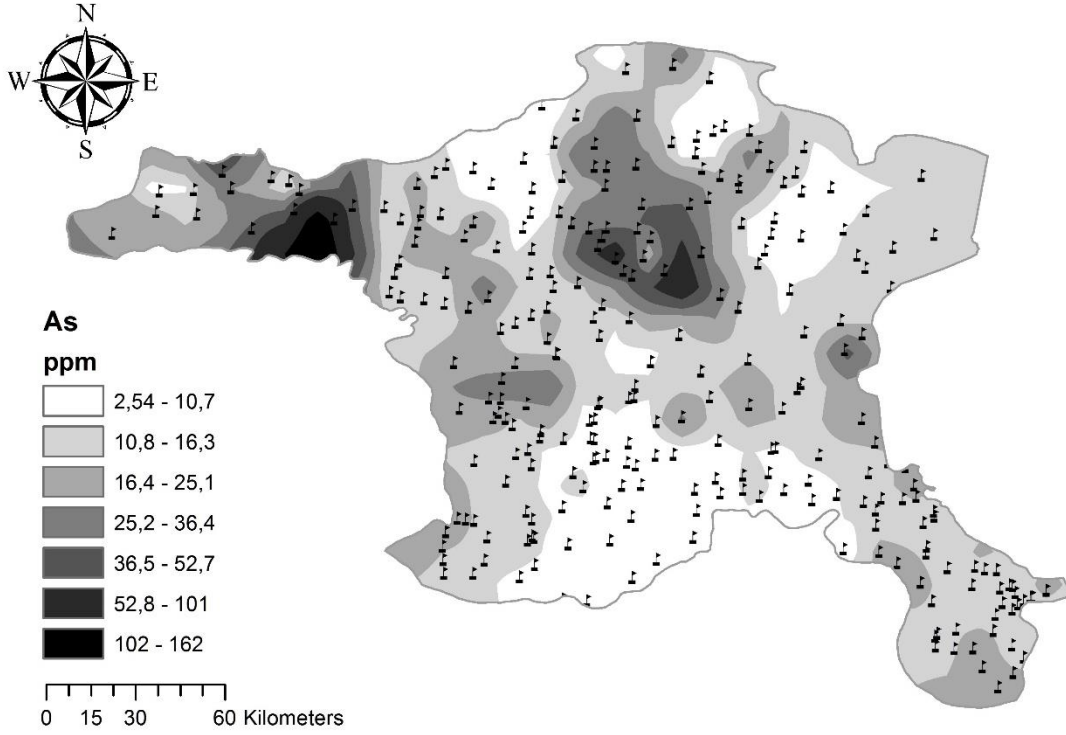 N
W E
S
As
ppm
2,54 - 10,7
10,8 - 16,3
16,4 - 25,1
25,2 - 36,4
36,5 - 52,7
52,8 - 101
102 - 162
0 15 30 60 Kilometers